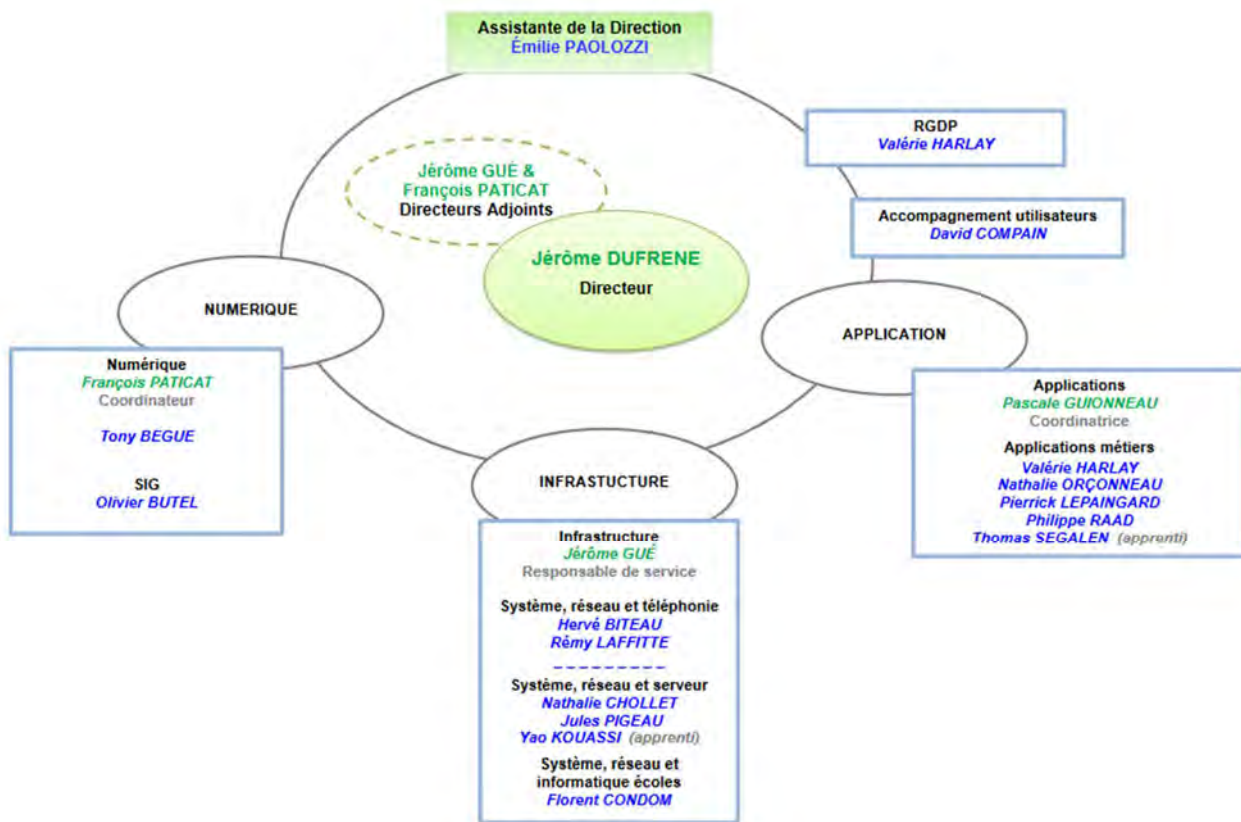 Assistante de la Direction
Émilie PAOLOZZI
RGDP
Valérie HARLAY
Jérôme GUÉ &
François PATICAT
Directeurs Adjoints
Accompagnement utilisateurs
David COMPAIN
Jérôme DUFRENE
Directeur
NUMERIQUE
APPLICATION
Numérique
François PATICAT
Coordinateur
Tony BEGUE
SIG
Olivier BUTEL
Applications
Pascale GUIONNEAU
Coordinatrice
Applications métiers
Valérie HARLAY
Nathalie ORÇONNEAU
Pierrick LEPAINGARD
Philippe RAAD
Thomas SEGALEN (apprenti)
INFRASTUCTURE
Infrastructure
Jérôme GUÉ
Responsable de service
Système, réseau et téléphonie
Hervé BITEAU
Rémy LAFFITTE
Système, réseau et serveur
Nathalie CHOLLET
Jules PIGEAU
Yao KOUASSI (apprenti)
Système, réseau et
informatique écoles
Florent CONDOM